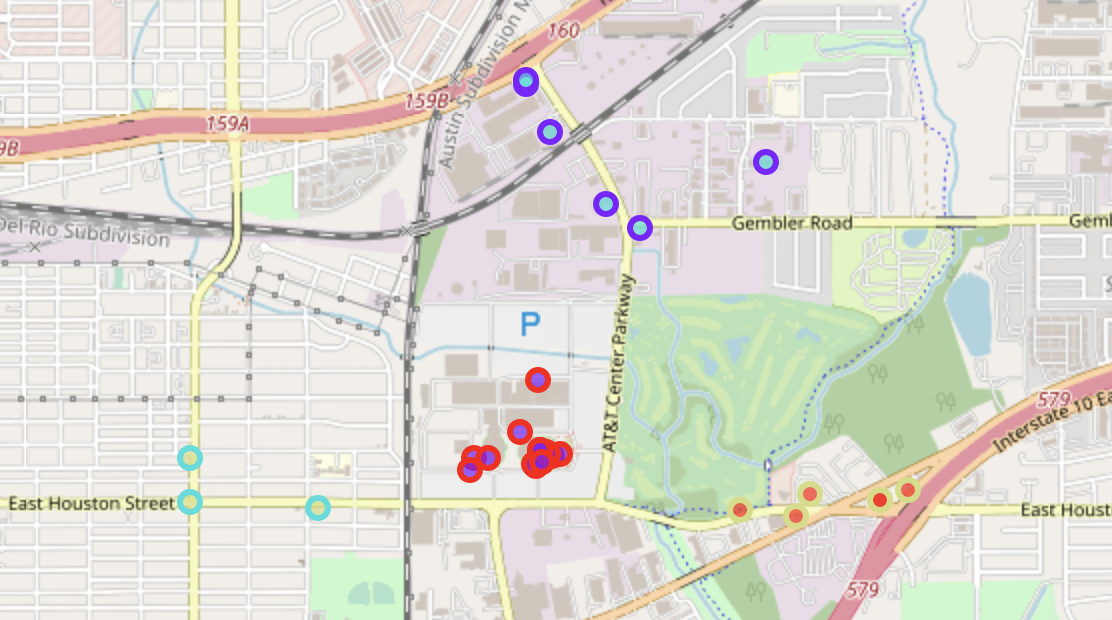 160
Austin Subdivision M
159B
159A
9B
Del Rio Subdivision
Gembler Road
Gemb
P
AT&T Center Parkway
579
Interstate 10 Ea
East Houston Street
East Houst
579